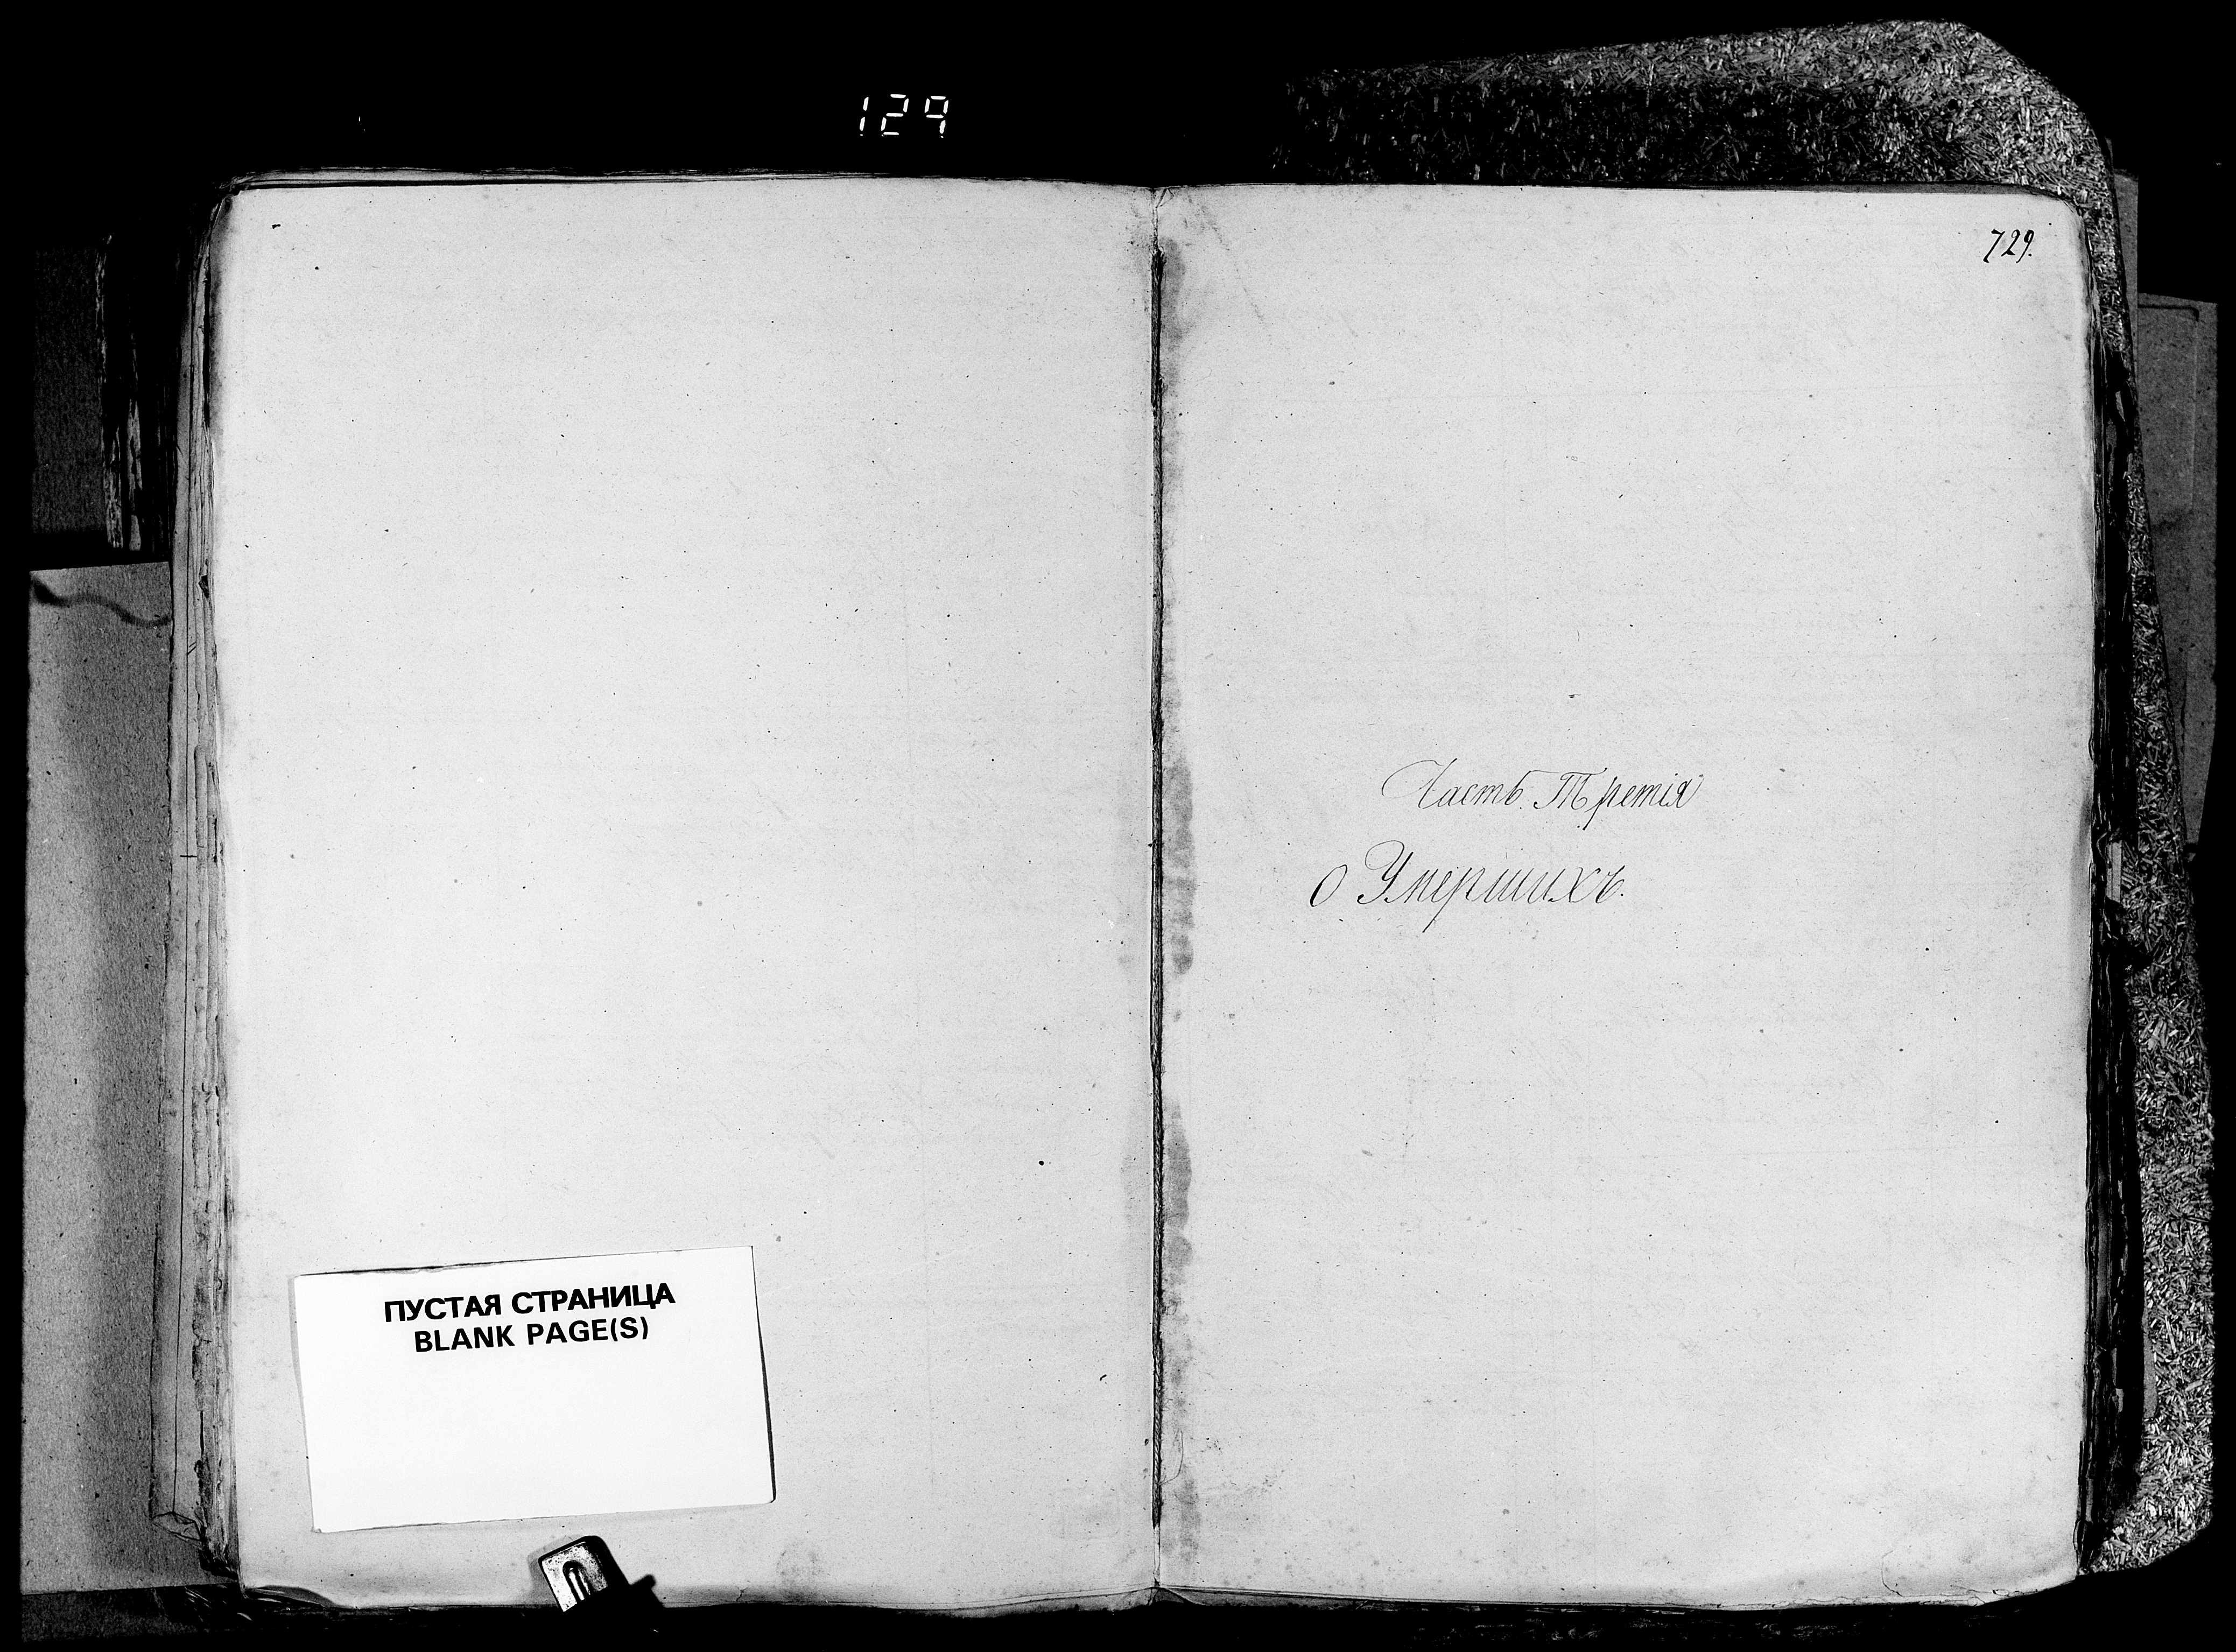 129
729.
Часть Третія
о Умершихъ.
ПУСТАЯ СТРАНИЦА
BLANK PAGE(S)